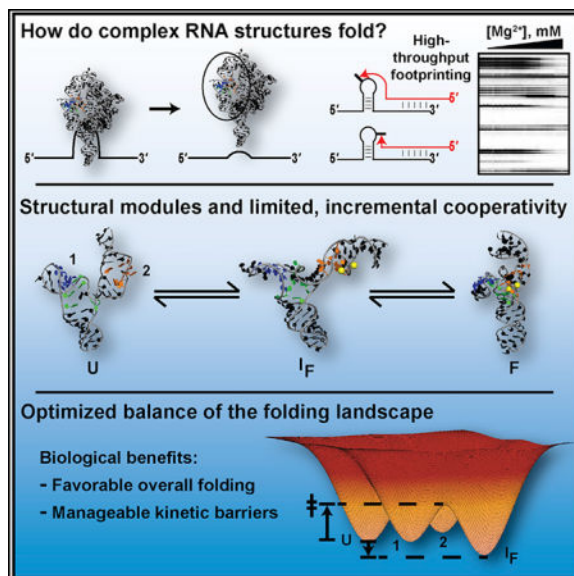 How do complex RNA structures fold?
High-
throughput
footprinting
[Mg²⁺], mM
5′ 3′ 5′ 3′
5′
5′ 3′
5′
5′ 3′
Structural modules and limited, incremental cooperativity
1 2
U I_F F
Optimized balance of the folding landscape
Biological benefits:
- Favorable overall folding
- Manageable kinetic barriers
‡
U 1 2 I_F